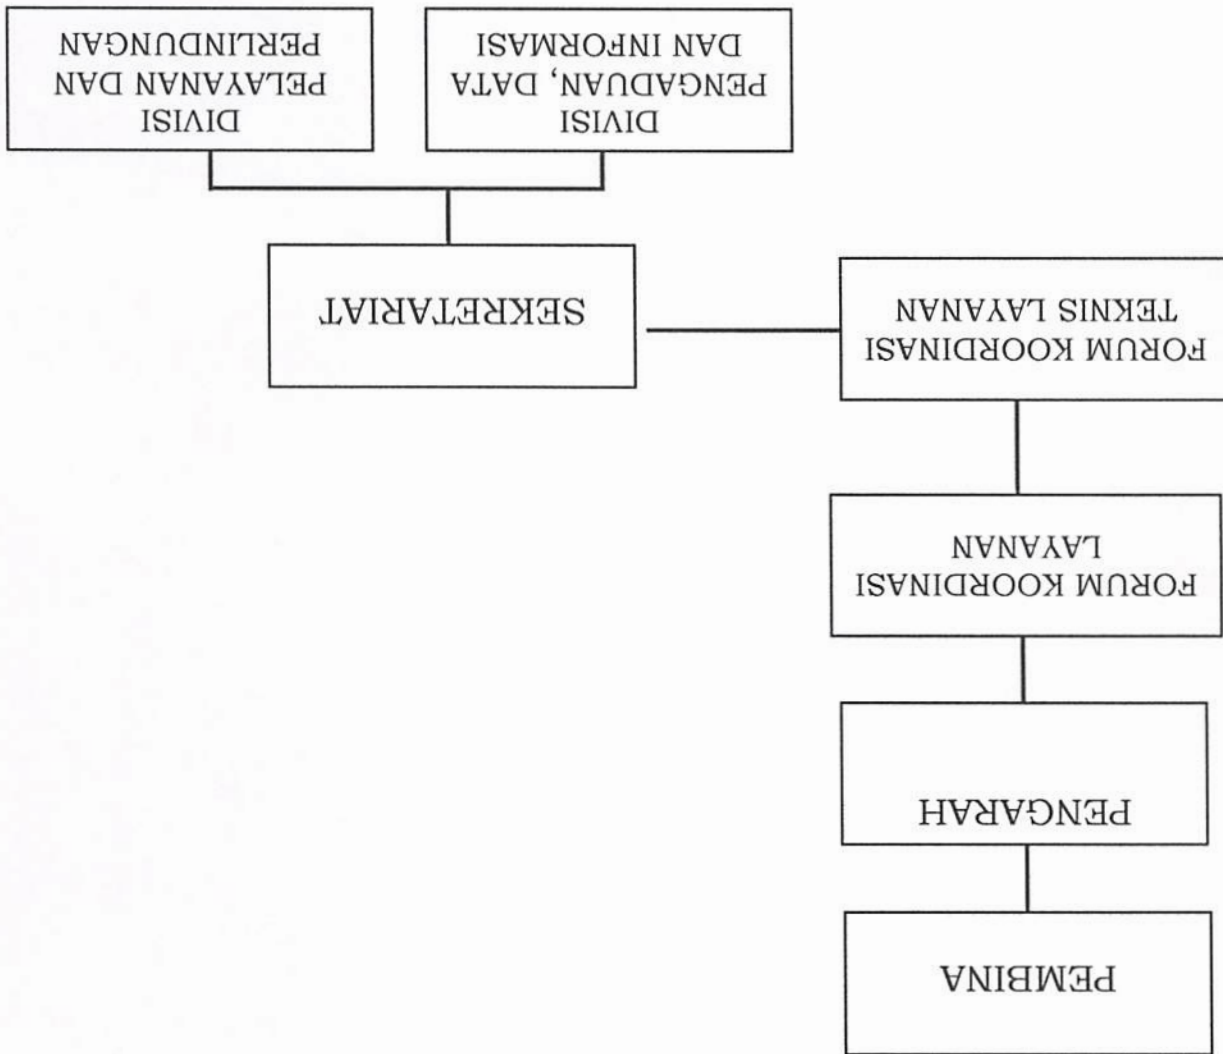 PEMBINA
PENGARAH
FORUM KOORDINASI
LAYANAN
FORUM KOORDINASI
TEKNIS LAYANAN
SEKRETARIAT
DIVISI
PENGADUAN, DATA
DAN INFORMASI
DIVISI
PELAYANAN DAN
PERLINDUNGAN